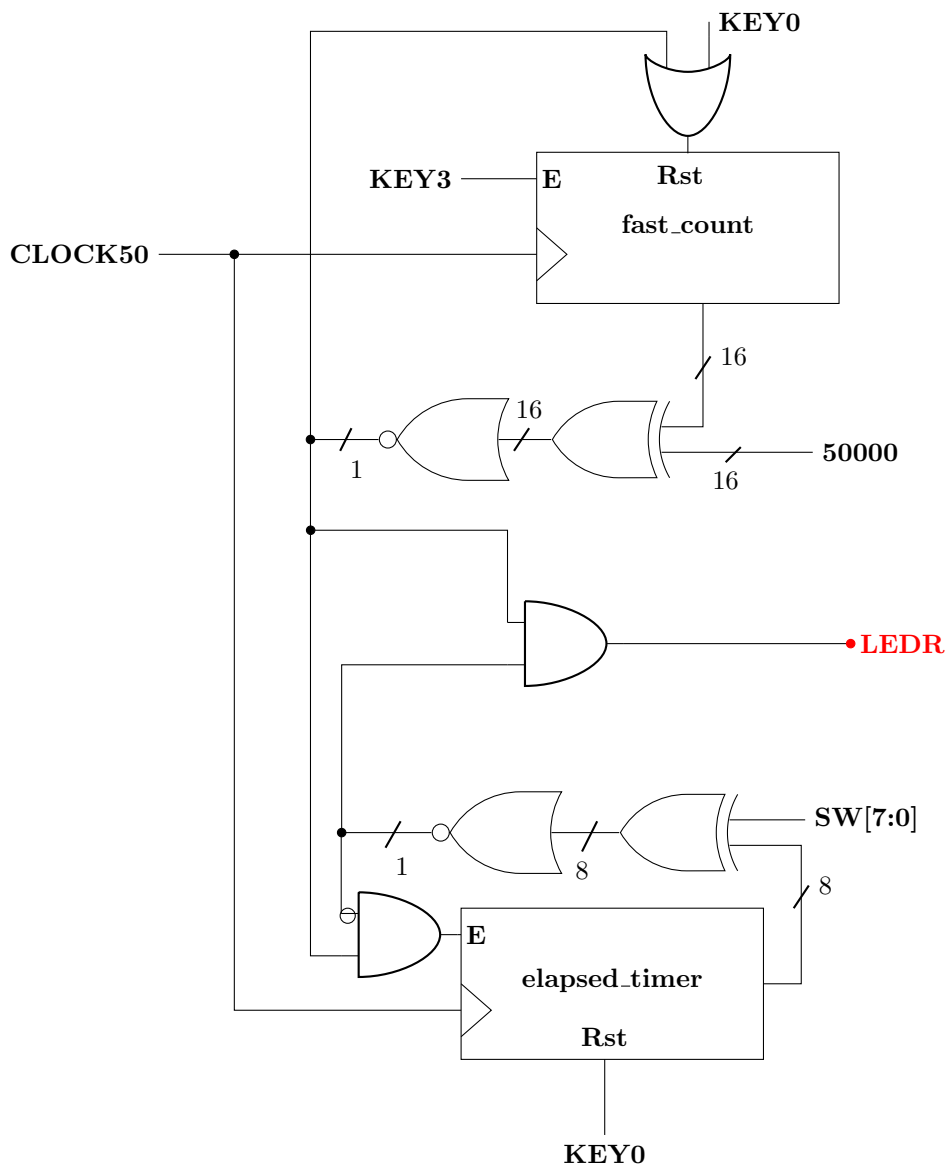 KEY0
KEY3
E
Rst
fast_count
CLOCK50
16
16
1
16
50000
LEDR
SW[7:0]
1
8
8
E
elapsed_timer
Rst
KEY0